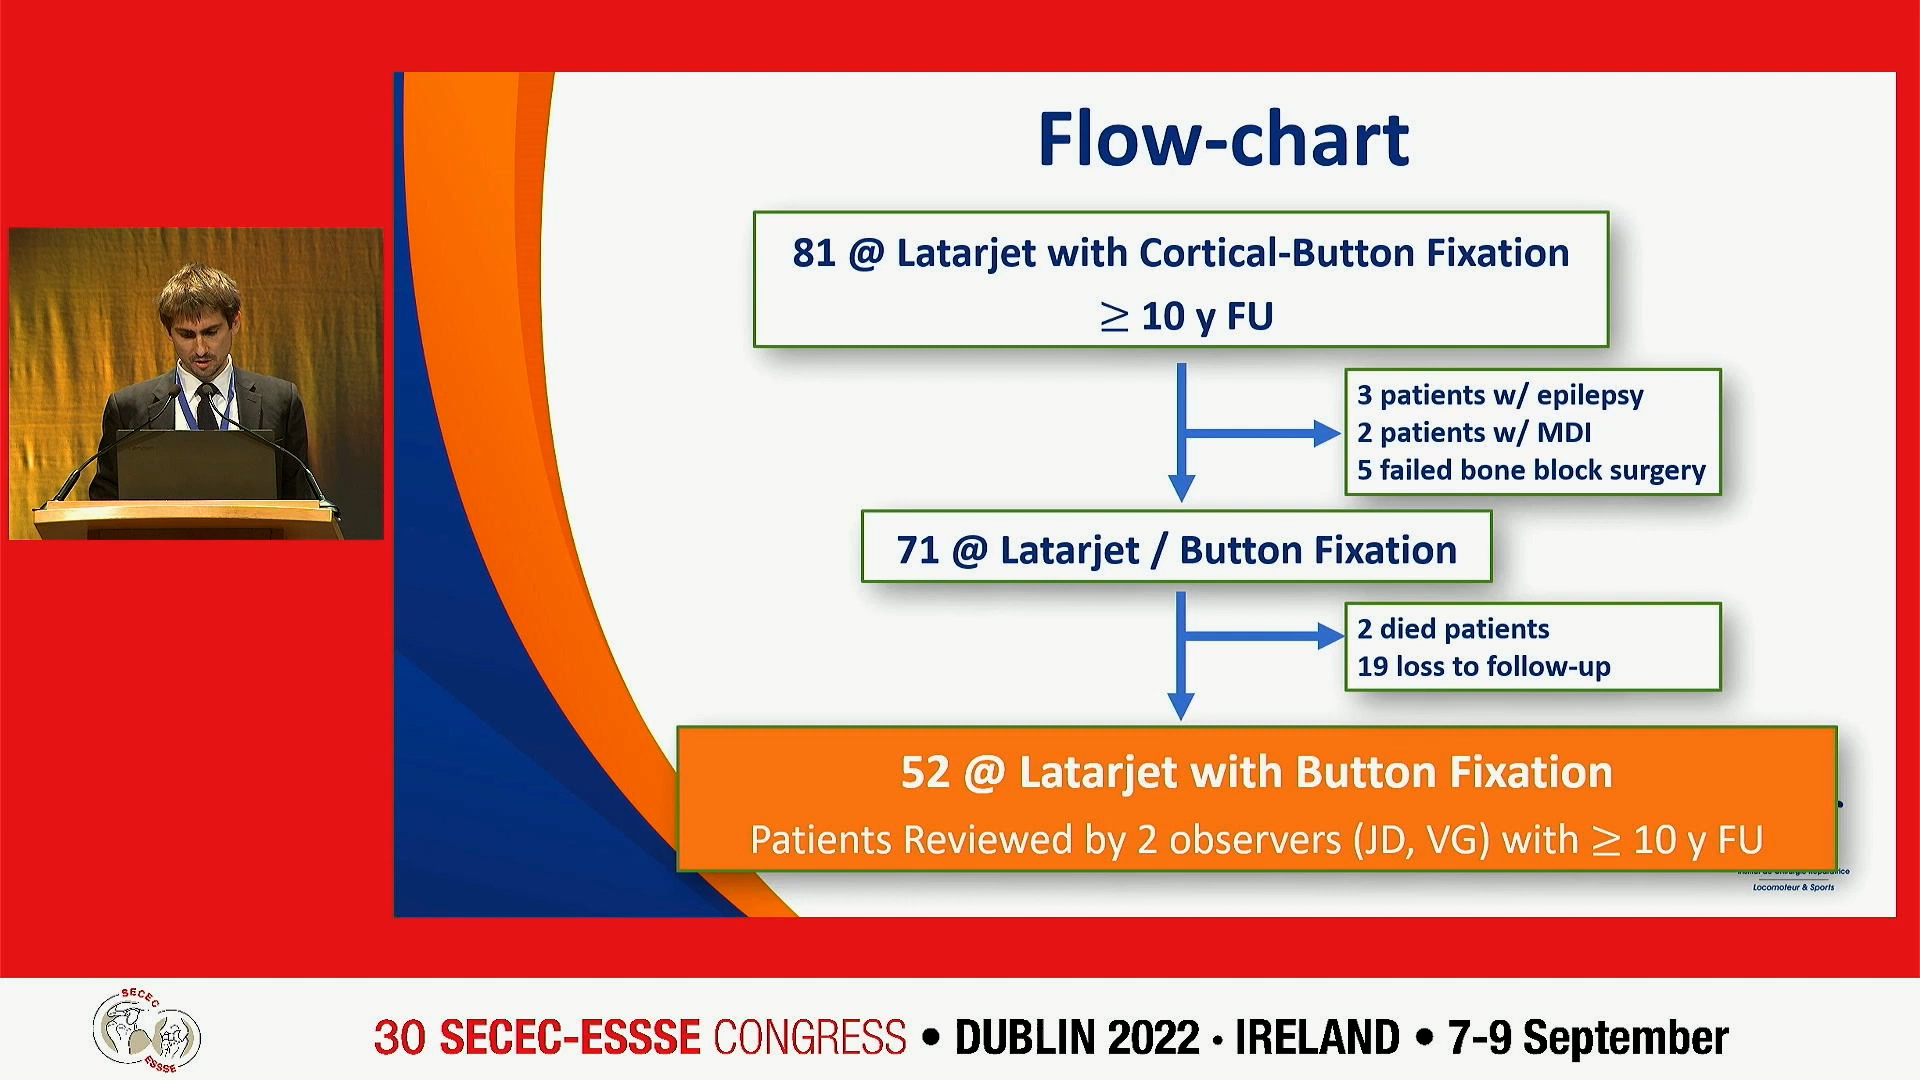 Flow-chart
81 @ Latarjet with Cortical-Button Fixation
≥ 10 y FU
3 patients w/ epilepsy
2 patients w/ MDI
5 failed bone block surgery
71 @ Latarjet / Button Fixation
2 died patients
19 loss to follow-up
52 @ Latarjet with Button Fixation
Patients Reviewed by 2 observers (JD, VG) with ≥ 10 y FU
Locomoteur & Sports
SECEC
ESSSE
30 SECEC-ESSSE CONGRESS • DUBLIN 2022 • IRELAND • 7-9 September